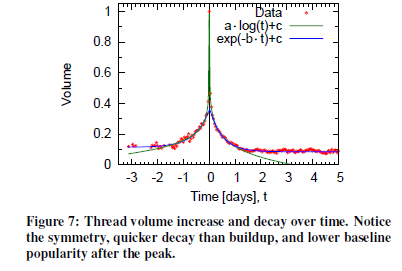 1
0.8
0.6
0.4
0.2
0
Volume
Data
a·log(t)+c
exp(-b·t)+c
-3 -2 -1 0 1 2 3 4 5
Time [days], t
Figure 7: Thread volume increase and decay over time. Notice
the symmetry, quicker decay than buildup, and lower baseline
popularity after the peak.